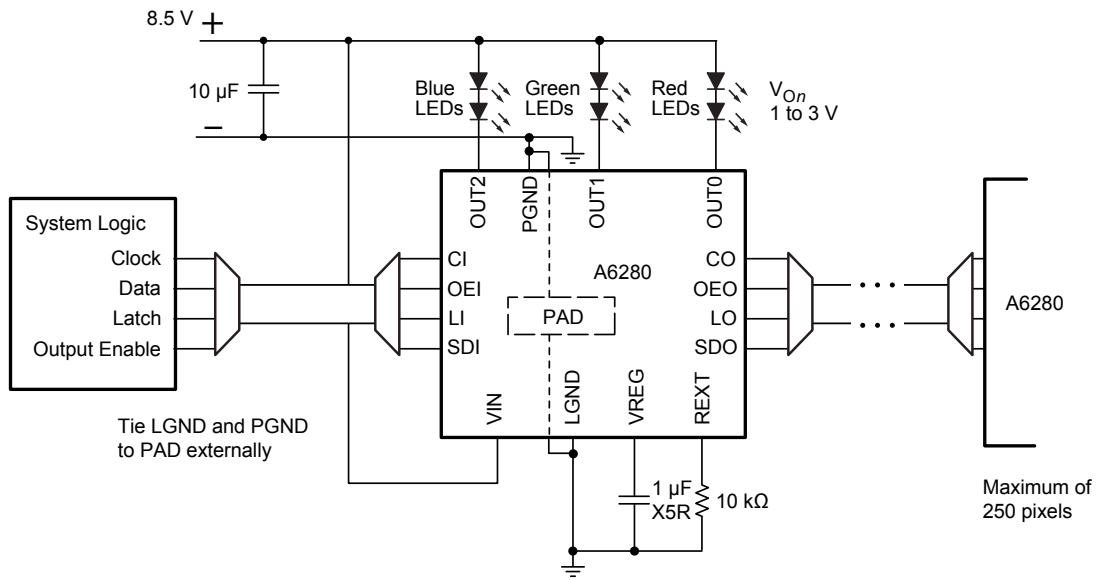 8.5 V +
10 µF
−
Blue
LEDs
Green
LEDs
Red
LEDs
VOn
1 to 3 V
OUT2
PGND
OUT1
OUT0
System Logic
Clock
Data
Latch
Output Enable
CI
OEI
LI
SDI
A6280
PAD
CO
OEO
LO
SDO
A6280
VIN
LGND
VREG
REXT
Tie LGND and PGND
to PAD externally
1 µF
X5R
10 kΩ
Maximum of
250 pixels